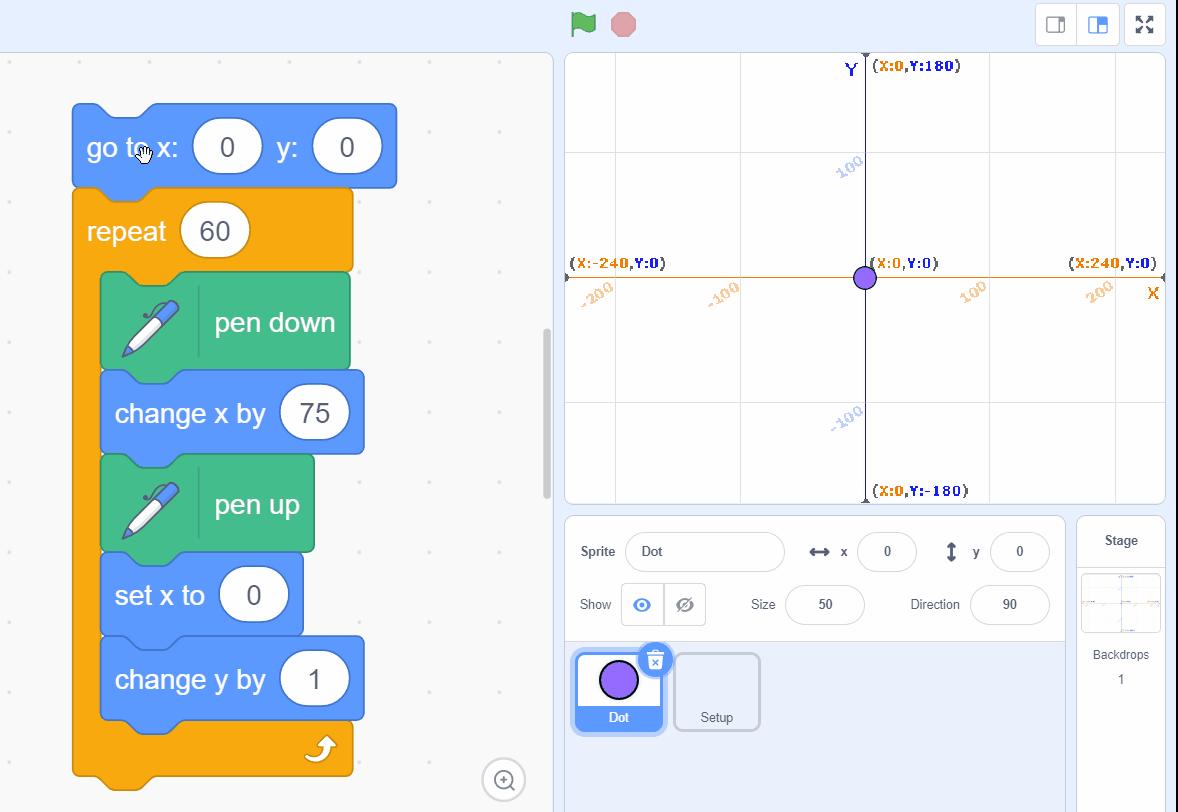 go to x: 0 y: 0
repeat 60
pen down
change x by 75
pen up
set x to 0
change y by 1
Y (X:0,Y:180)
100
(X:-240,Y:0) (X:0,Y:0) (X:240,Y:0)
-200 -100 100 200 X
-100
(X:0,Y:-180)
Sprite Dot x 0 y 0
Show Size 50 Direction 90
Dot Setup
Stage
Backdrops
1